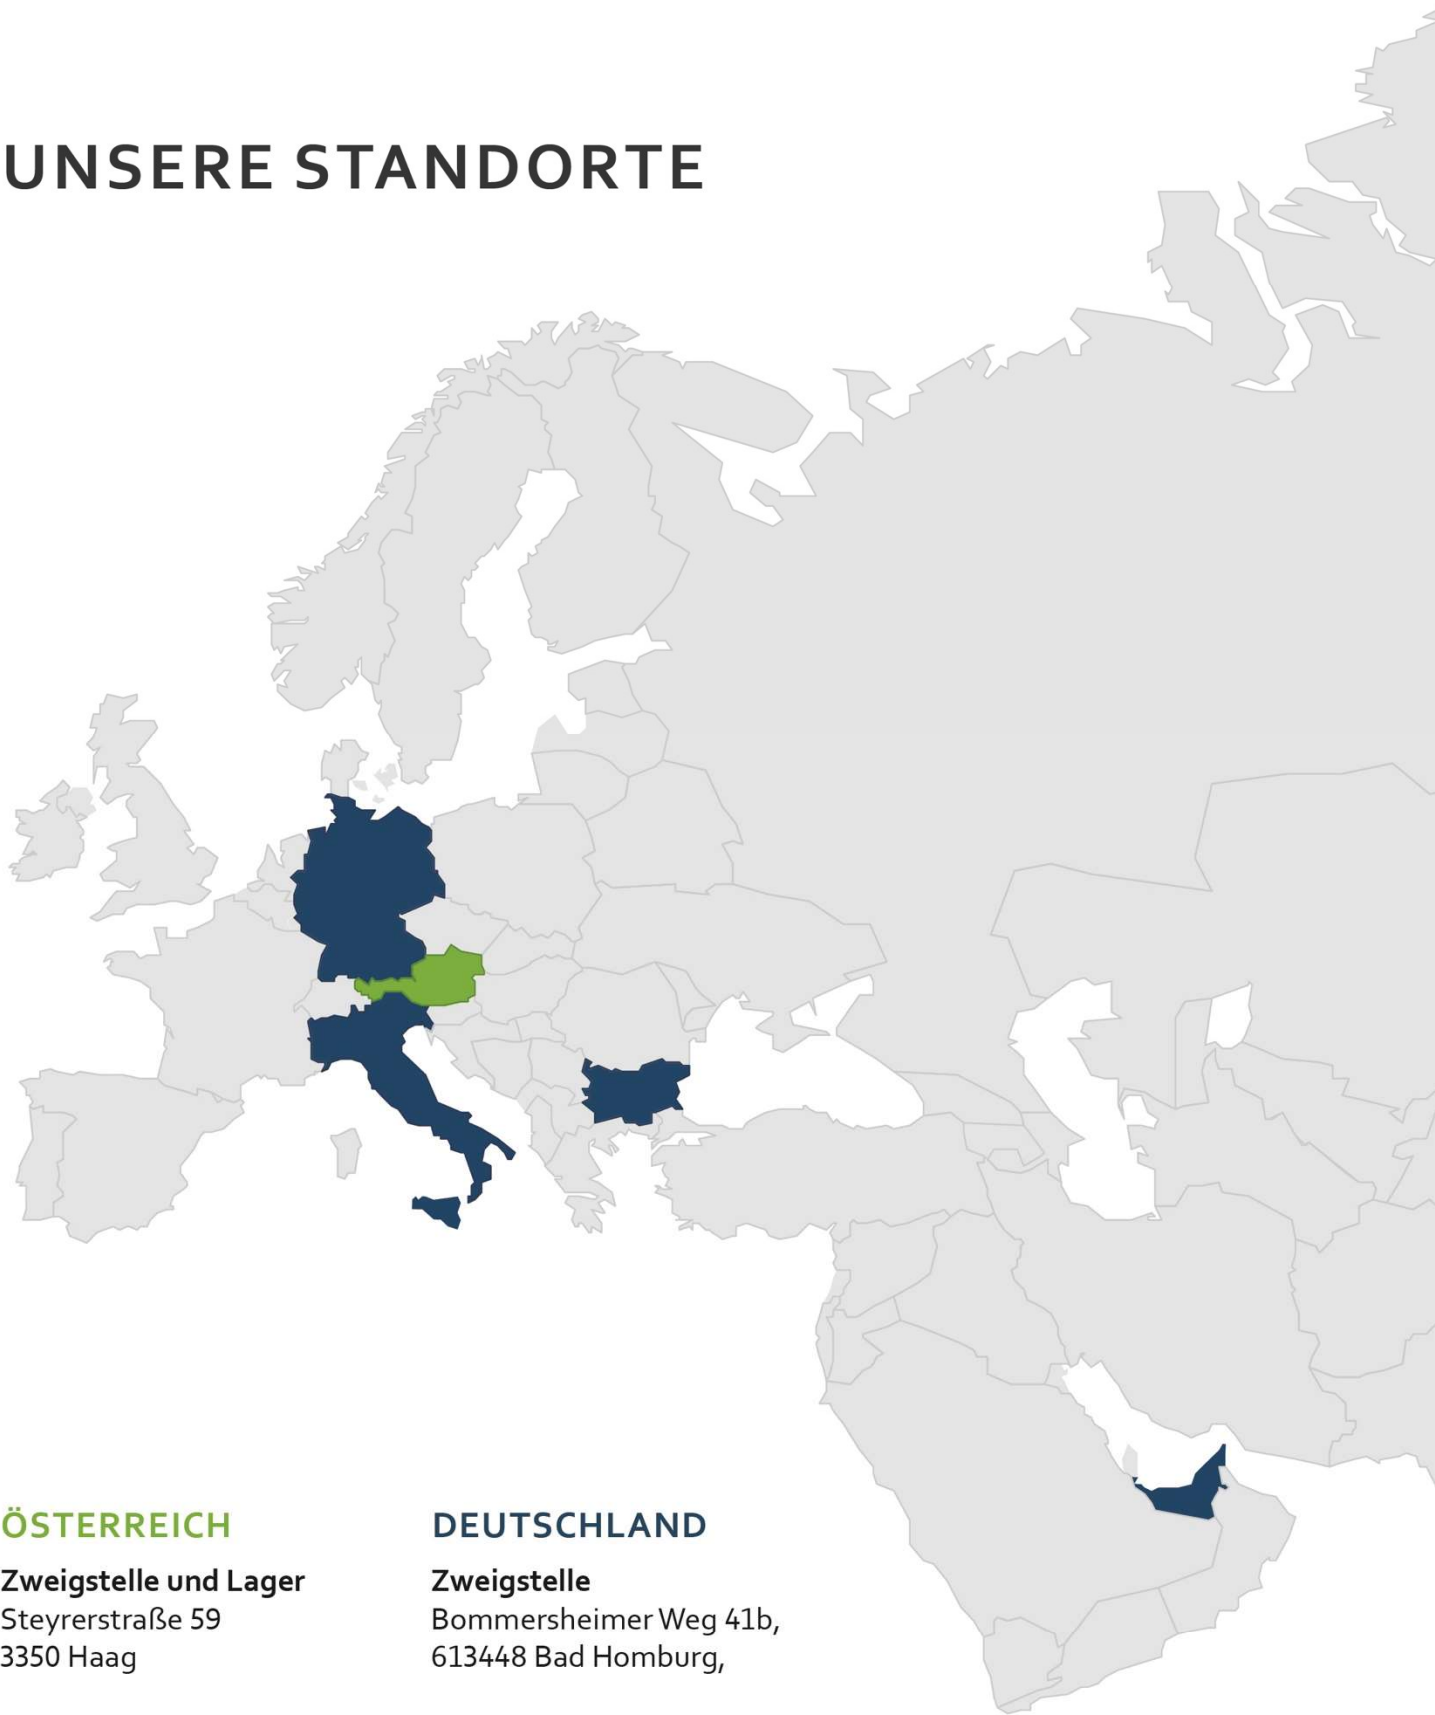 UNSERE STANDORTE
ÖSTERREICH
Zweigstelle und Lager
Steyrerstraße 59
3350 Haag
DEUTSCHLAND
Zweigstelle
Bommersheimer Weg 41b,
613448 Bad Homburg,